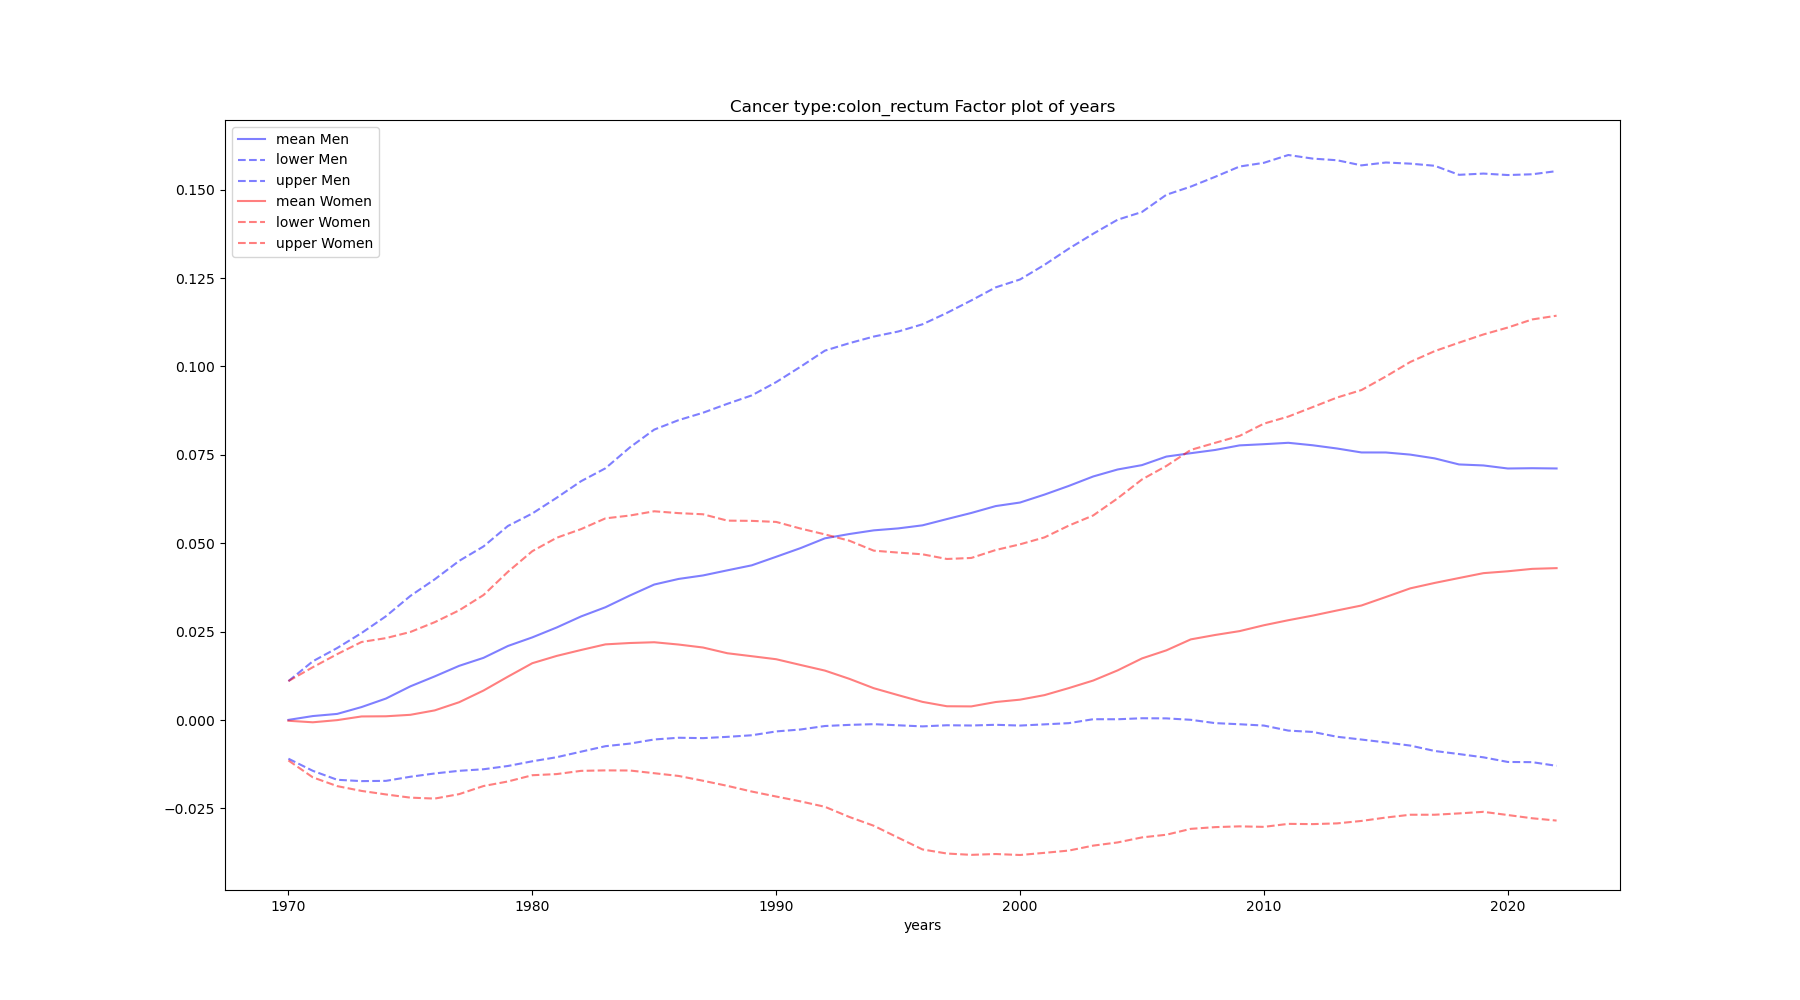 Cancer type:colon_rectum Factor plot of years
mean Men
lower Men
upper Men
mean Women
lower Women
upper Women
0.150
0.125
0.100
0.075
0.050
0.025
0.000
−0.025
1970 1980 1990 2000 2010 2020
years